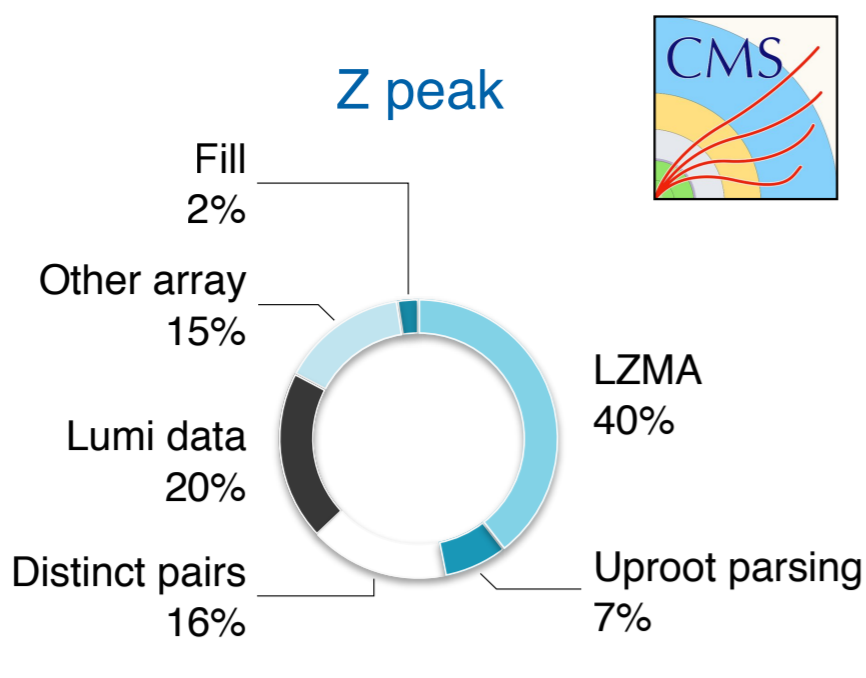 CMS
Z peak
Fill
2%
Other array
15%
LZMA
40%
Lumi data
20%
Distinct pairs
16%
Uproot parsing
7%